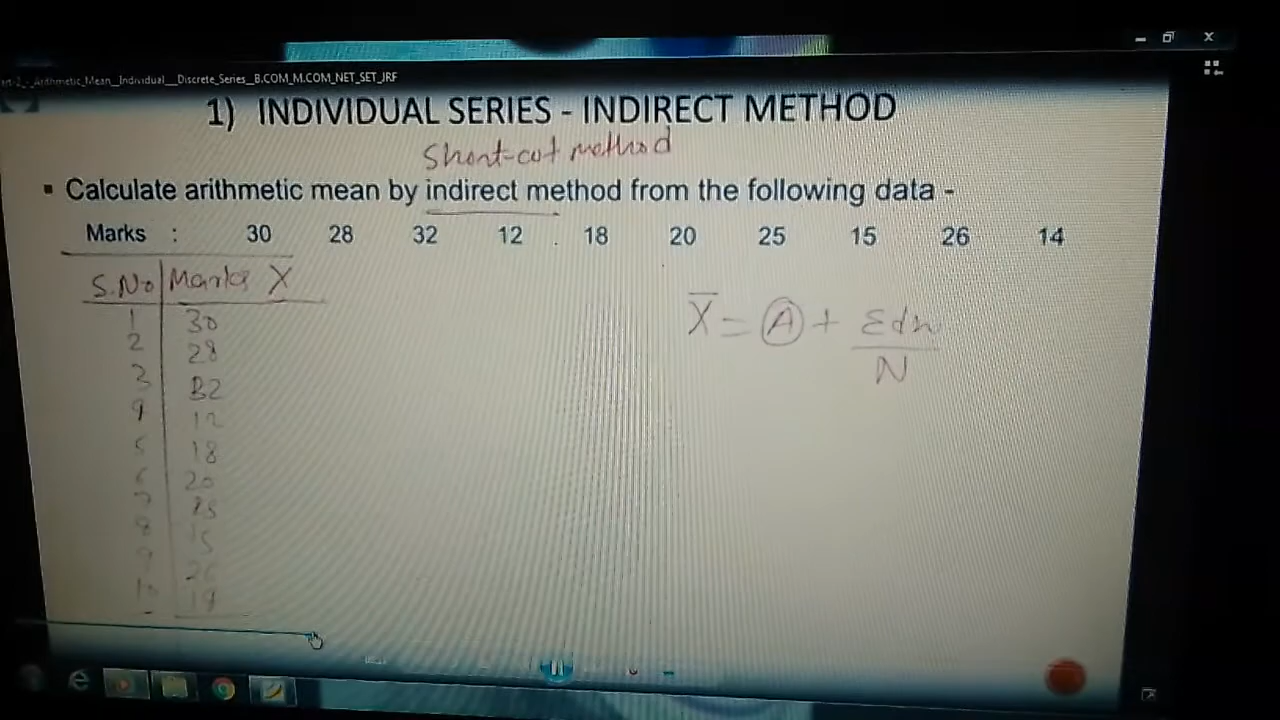 Arithmetic_Mean__Individual__Discrete_Series_B.COM_M.COM_NET_SET_JRF
1) INDIVIDUAL SERIES - INDIRECT METHOD
Short-cut method
▪ Calculate arithmetic mean by indirect method from the following data -
Marks : 30 28 32 12 18 20 25 15 26 14
S.No Marks X
1 30
2 28
3 32
4 12
5 18
6 20
7 25
8 15
9 26
10 14
X̄ = A + Σdx
N